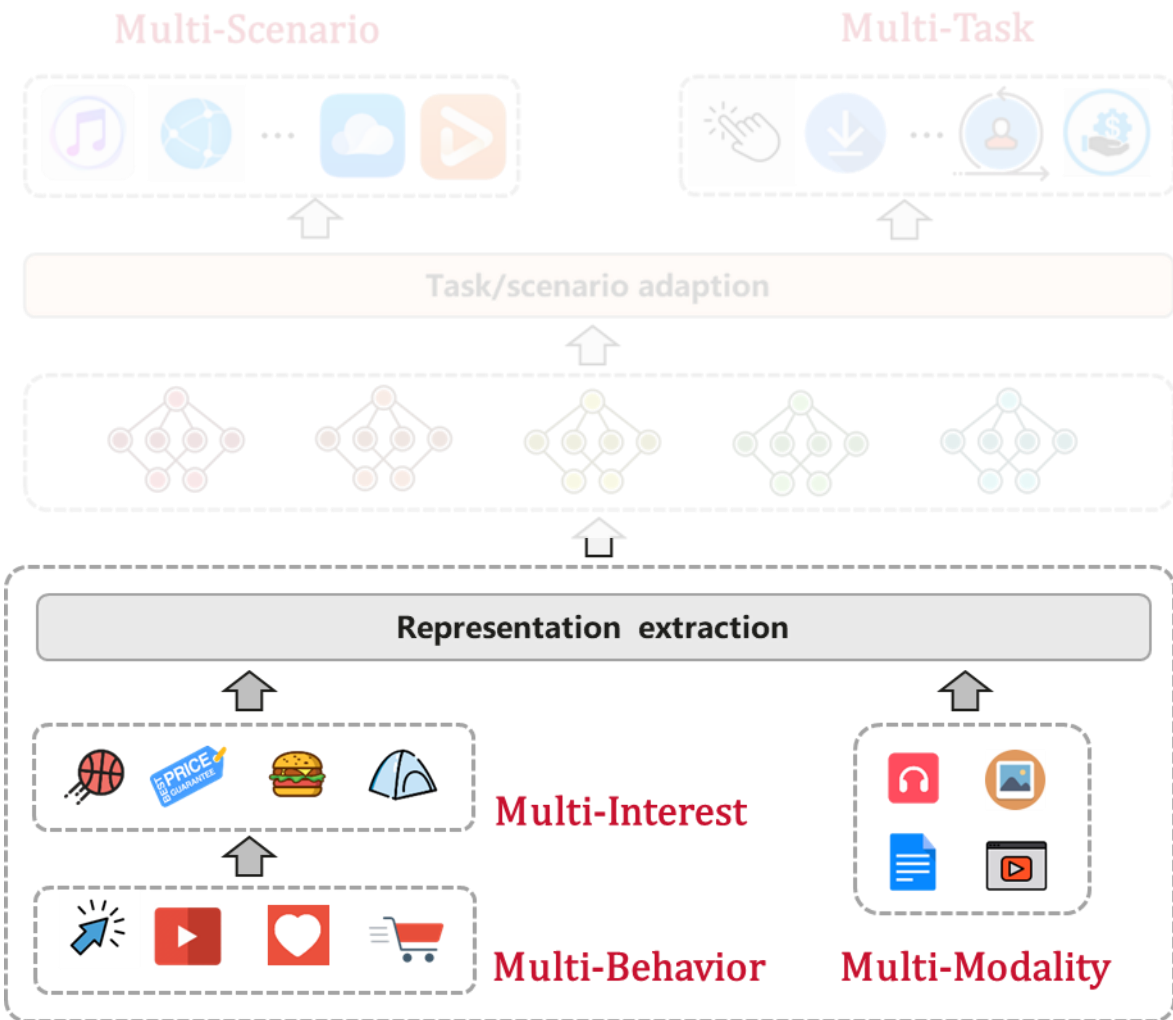 Multi-Scenario
Multi-Task
...
...
Task/scenario adaption
Representation extraction
BEST
PRICE
GUARANTEE
Multi-Interest
Multi-Behavior
Multi-Modality
$